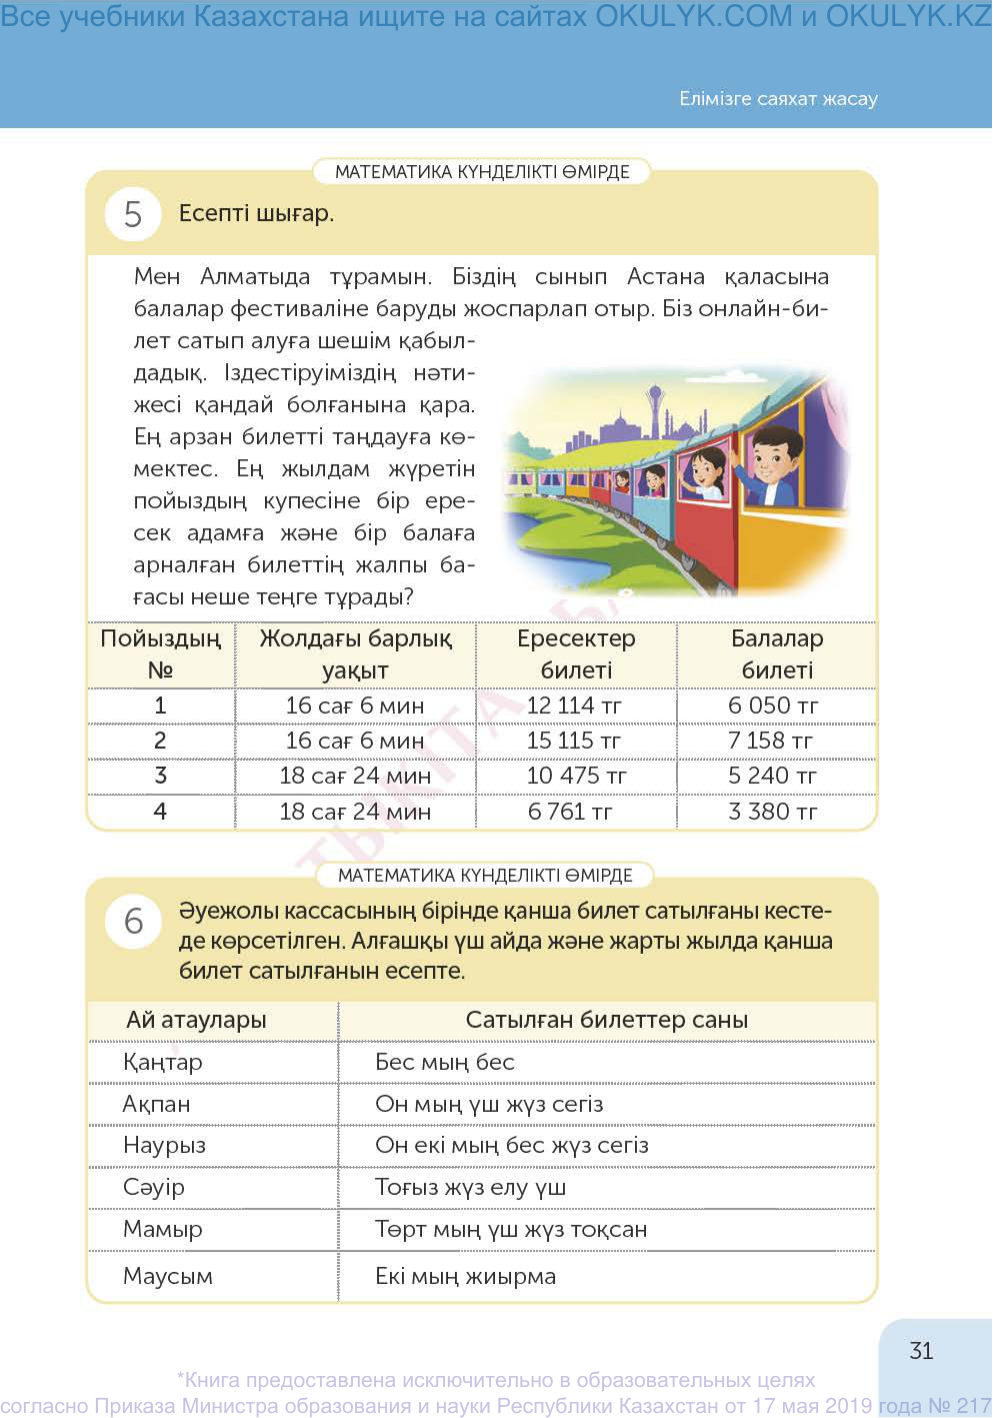 Все учебники Казахстана ищите на сайтах OKULYK.COM и OKULYK.KZ
Елімізге саяхат жасау
МАТЕМАТИКА КҮНДЕЛІКТІ ӨМІРДЕ
5 Есепті шығар.
Мен Алматыда тұрамын. Біздің сынып Астана қаласына
балалар фестиваліне баруды жоспарлап отыр. Біз онлайн-би-
лет сатып алуға шешім қабыл-
дадық. Іздестіруіміздің нәти-
жесі қандай болғанына қара.
Ең арзан билетті таңдауға кө-
мектес. Ең жылдам жүретін
пойыздың купесіне бір ере-
сек адамға және бір балаға
арналған билеттің жалпы ба-
ғасы неше теңге тұрады?
Пойыздың Жолдағы барлық Ересектер Балалар
№ уақыт билеті билеті
1 16 сағ 6 мин 12 114 тг 6 050 тг
2 16 сағ 6 мин 15 115 тг 7 158 тг
3 18 сағ 24 мин 10 475 тг 5 240 тг
4 18 сағ 24 мин 6 761 тг 3 380 тг
МАТЕМАТИКА КҮНДЕЛІКТІ ӨМІРДЕ
6 Әуежолы кассасының бірінде қанша билет сатылғаны кесте-
де көрсетілген. Алғашқы үш айда және жарты жылда қанша
билет сатылғанын есепте.
Ай атаулары Сатылған билеттер саны
Қаңтар Бес мың бес
Ақпан Он мың үш жүз сегіз
Наурыз Он екі мың бес жүз сегіз
Сәуір Тоғыз жүз елу үш
Мамыр Төрт мың үш жүз тоқсан
Маусым Екі мың жиырма
31
*Книга предоставлена исключительно в образовательных целях
согласно Приказа Министра образования и науки Республики Казахстан от 17 мая 2019 года № 217